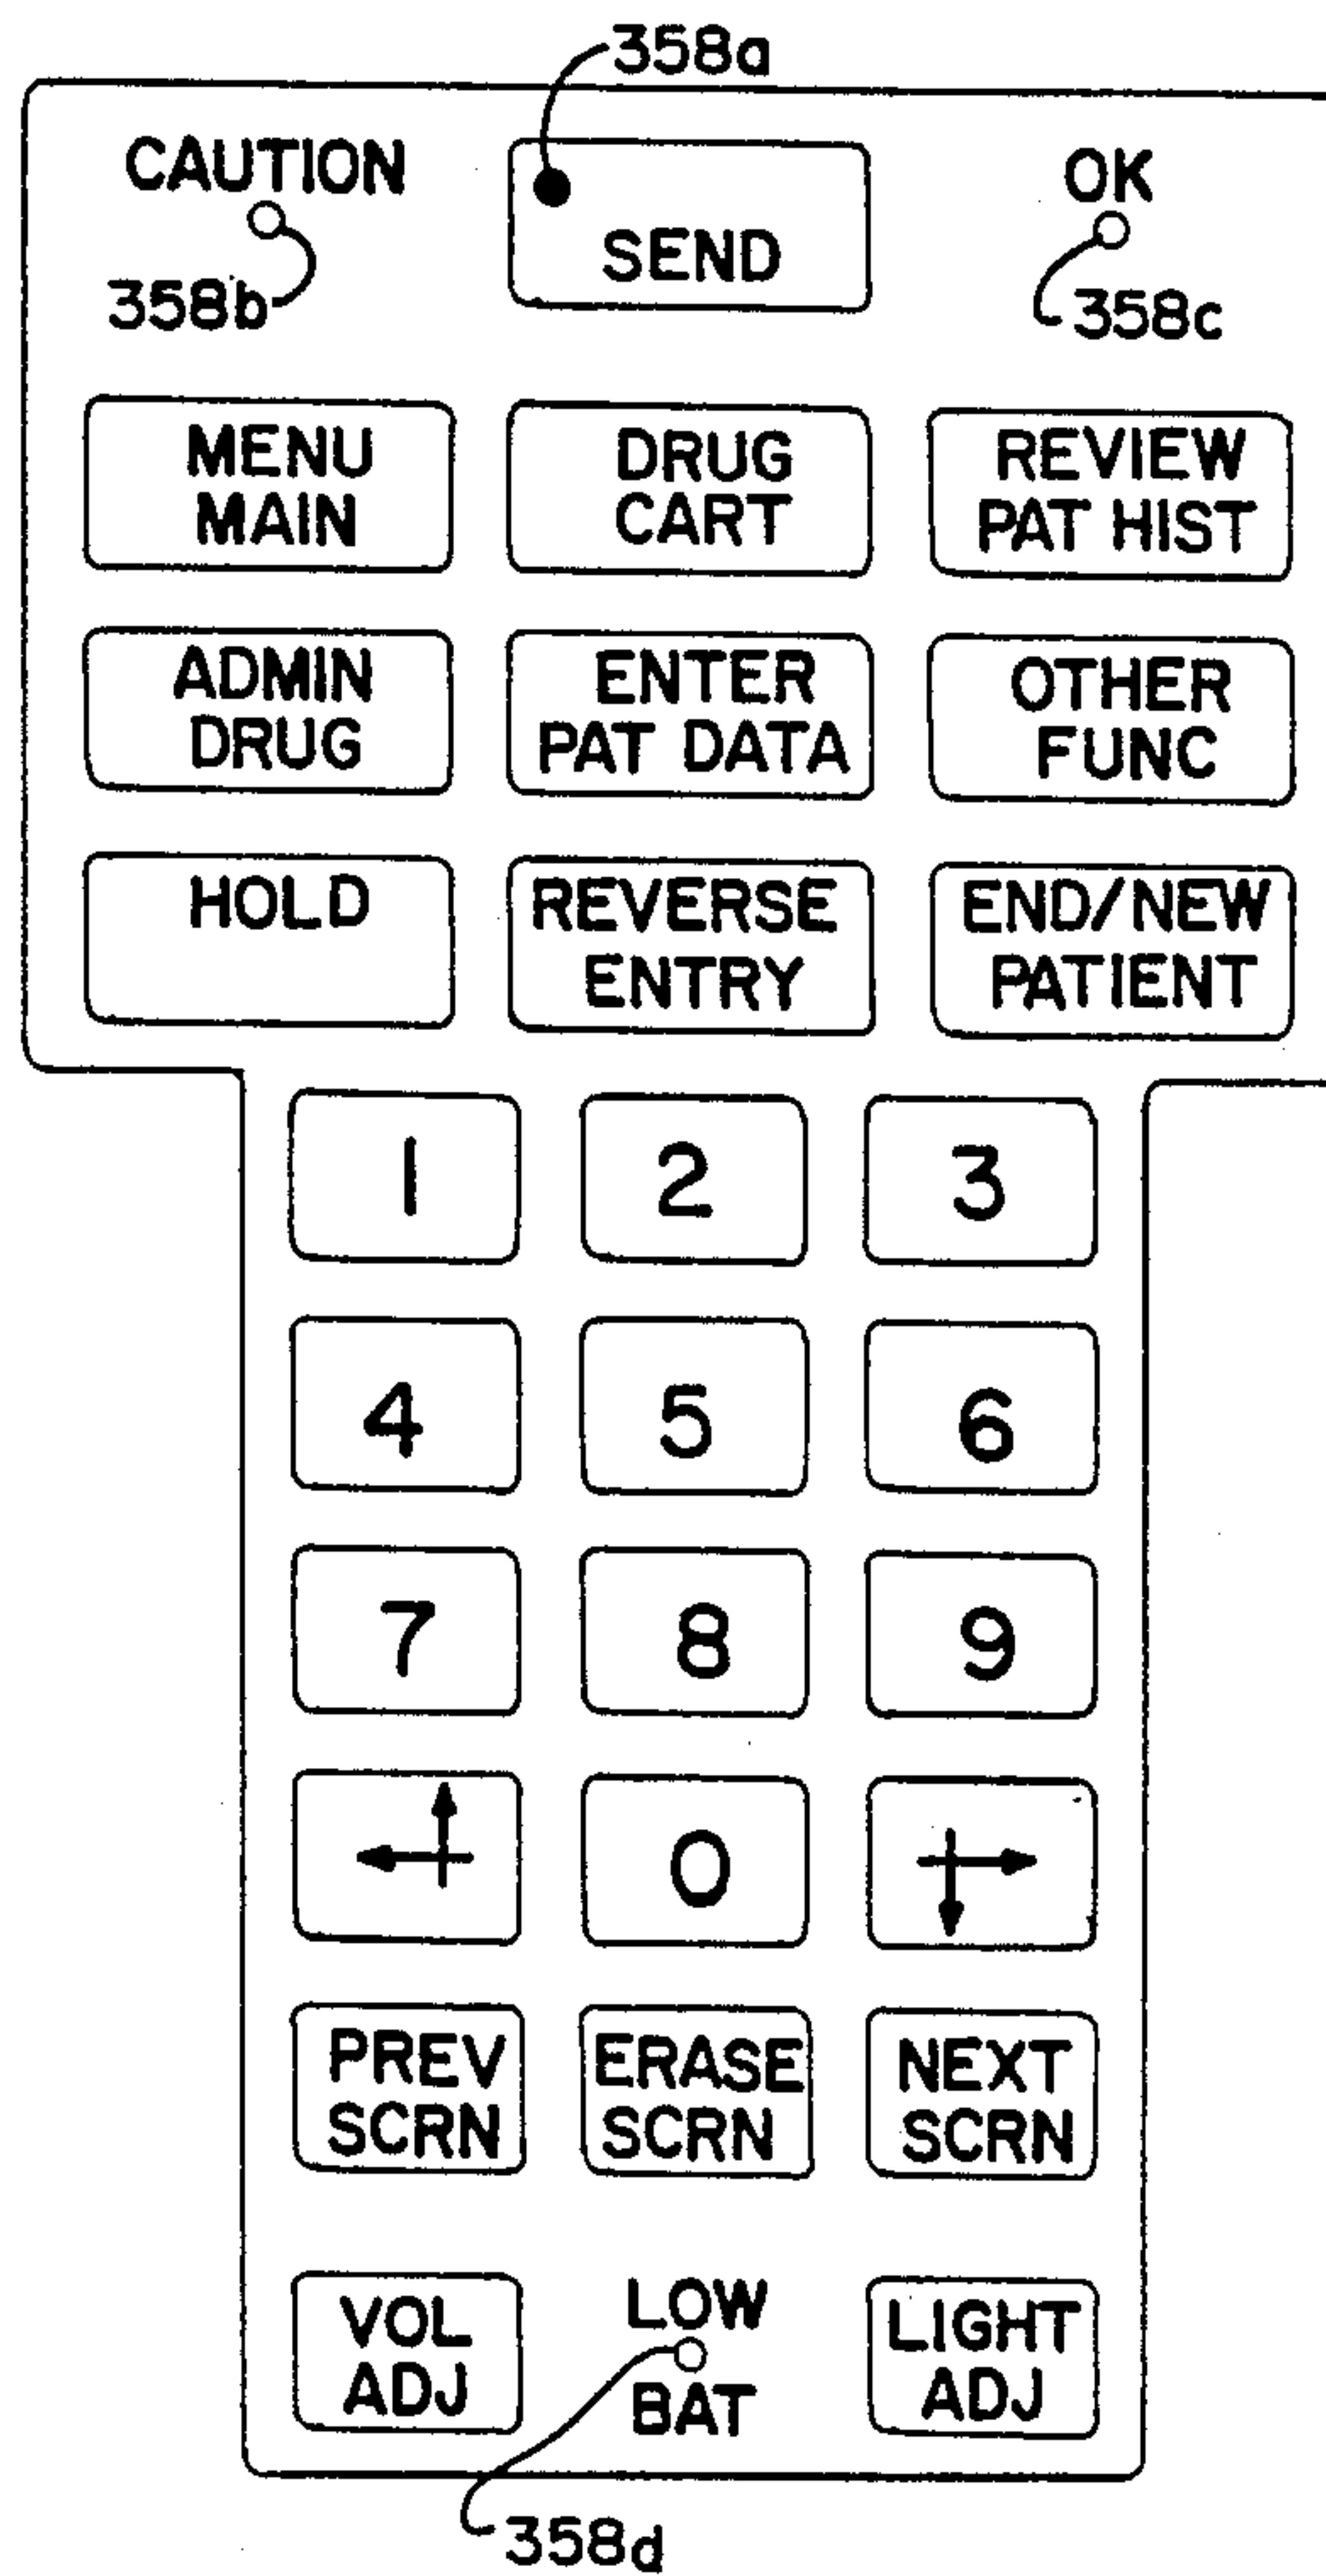 358a
CAUTION
SEND
OK
358b
358c
MENU
MAIN
DRUG
CART
REVIEW
PAT HIST
ADMIN
DRUG
ENTER
PAT DATA
OTHER
FUNC
HOLD
REVERSE
ENTRY
END/NEW
PATIENT
1
2
3
4
5
6
7
8
9
0
PREV
SCRN
ERASE
SCRN
NEXT
SCRN
VOL
ADJ
LOW
BAT
LIGHT
ADJ
358d